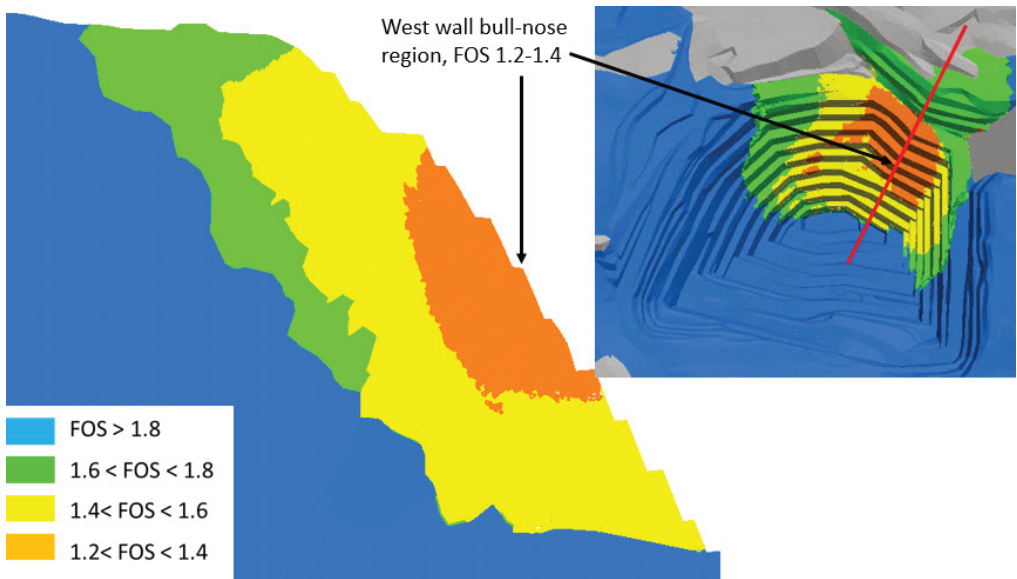 West wall bull-nose
region, FOS 1.2-1.4
FOS > 1.8
1.6 < FOS < 1.8
1.4< FOS < 1.6
1.2< FOS < 1.4